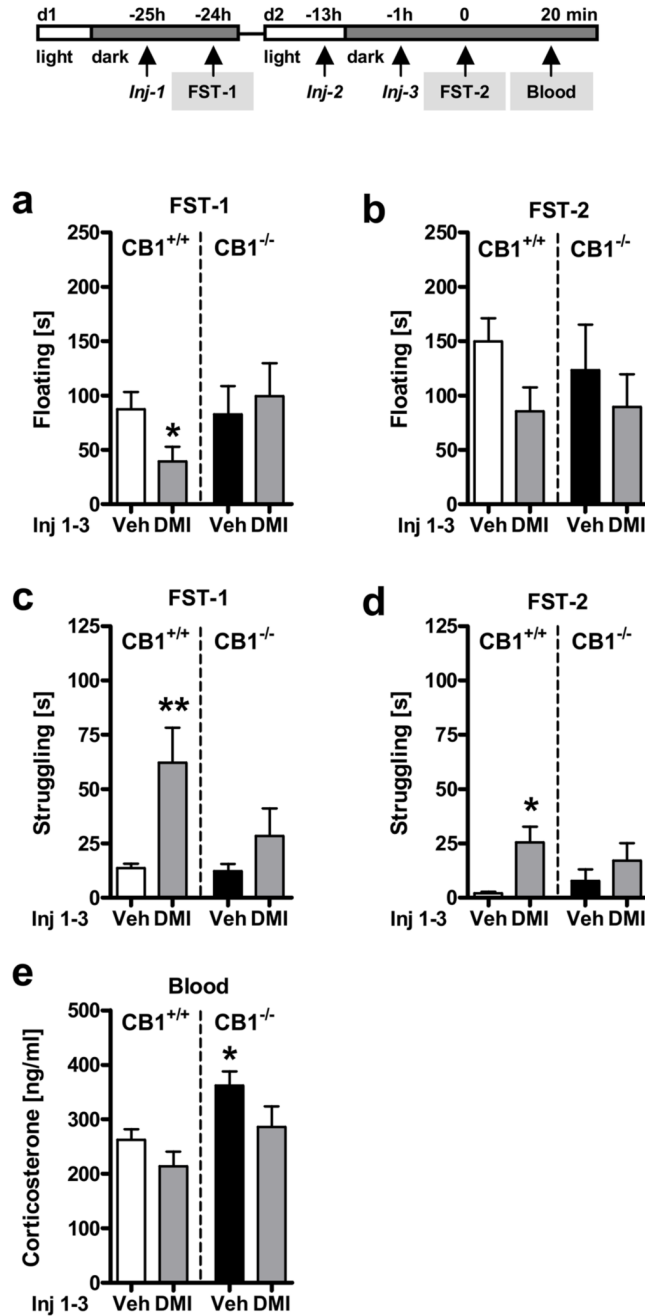 d1 -25h -24h d2 -13h -1h 0 20 min
light dark light dark
Inj-1 FST-1 Inj-2 Inj-3 FST-2 Blood
a
FST-1
CB1+/+ CB1-/-
Floating [s]
250
200
150
100
50
0
*
Inj 1-3 Veh DMI Veh DMI
b
FST-2
CB1+/+ CB1-/-
Floating [s]
250
200
150
100
50
0
Inj 1-3 Veh DMI Veh DMI
c
FST-1
CB1+/+ CB1-/-
Struggling [s]
125
100
75
50
25
0
**
Inj 1-3 Veh DMI Veh DMI
d
FST-2
CB1+/+ CB1-/-
Struggling [s]
125
100
75
50
25
0
*
Inj 1-3 Veh DMI Veh DMI
e
Blood
CB1+/+ CB1-/-
Corticosterone [ng/ml]
500
400
300
200
100
0
*
Inj 1-3 Veh DMI Veh DMI